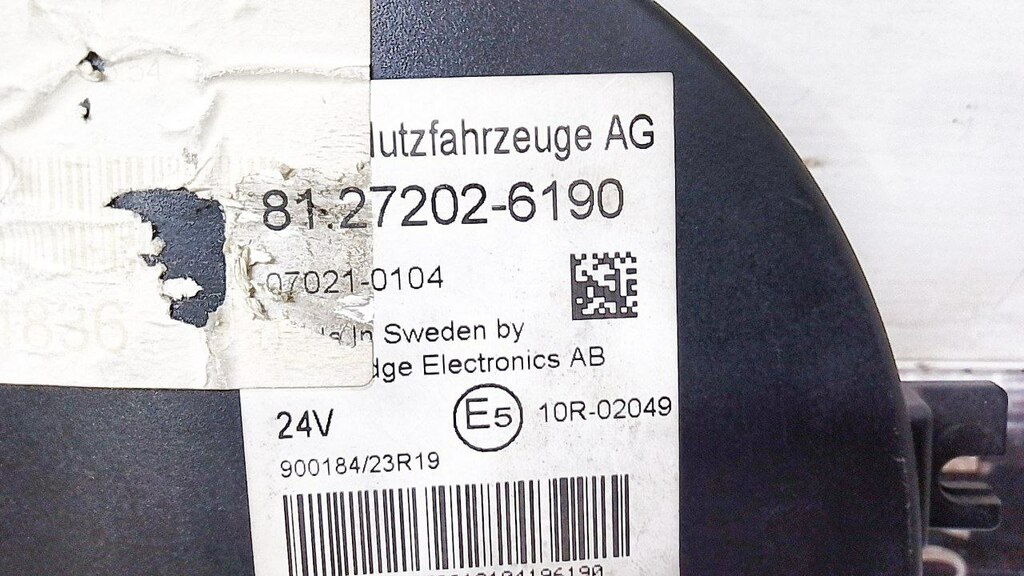 lutzfahrzeuge AG
81.27202-6190
07021-0104
In Sweden by
dge Electronics AB
24V
E5
10R-02049
900184/23R19